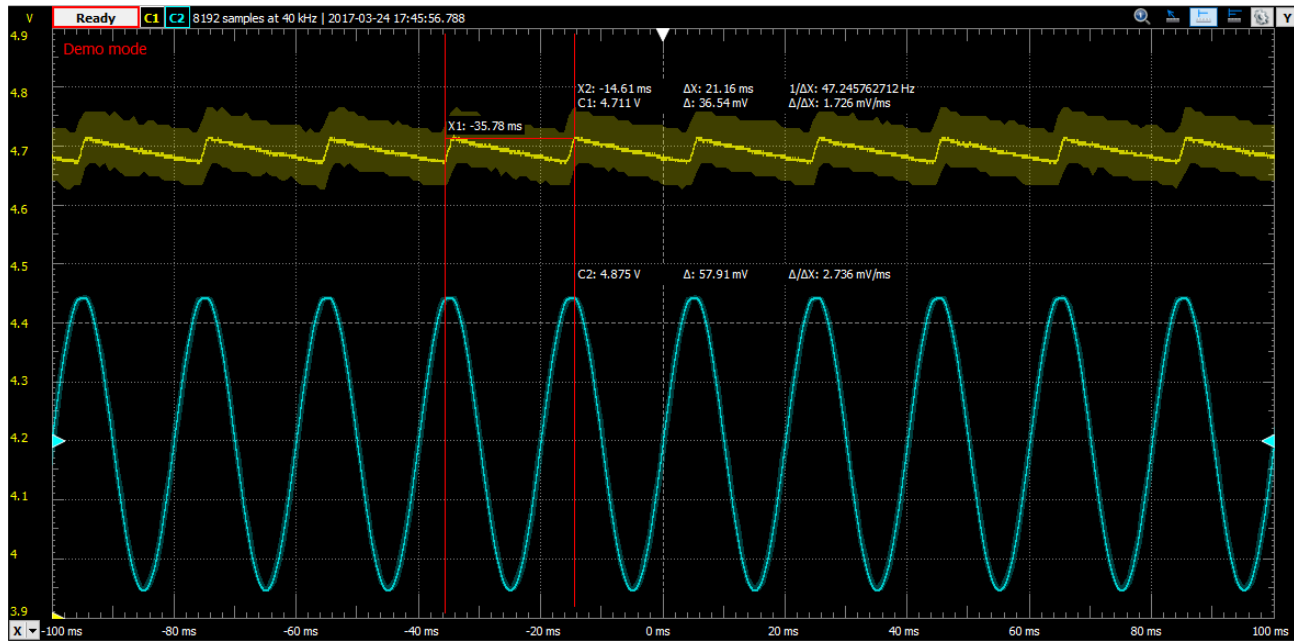 V Ready C1 C2 8192 samples at 40 kHz | 2017-03-24 17:45:56.788 Y
4.9
Demo mode
4.8
X2: -14.61 ms ΔX: 21.16 ms 1/ΔX: 47.245762712 Hz
C1: 4.711 V Δ: 36.54 mV Δ/ΔX: 1.726 mV/ms
X1: -35.78 ms
4.7
4.6
4.5
C2: 4.875 V Δ: 57.91 mV Δ/ΔX: 2.736 mV/ms
4.4
4.3
4.2
4.1
4
3.9
X -100 ms -80 ms -60 ms -40 ms -20 ms 0 ms 20 ms 40 ms 60 ms 80 ms 100 ms